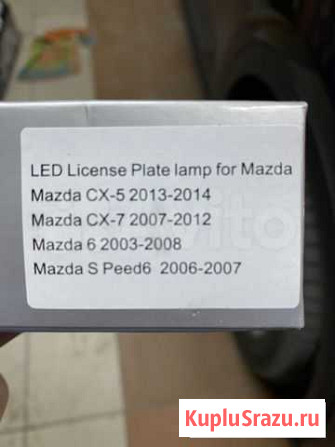 LED License Plate lamp for Mazda
Mazda CX-5 2013-2014
Mazda CX-7 2007-2012
Mazda 6 2003-2008
Mazda S Peed6 2006-2007
KupluSrazu.ru